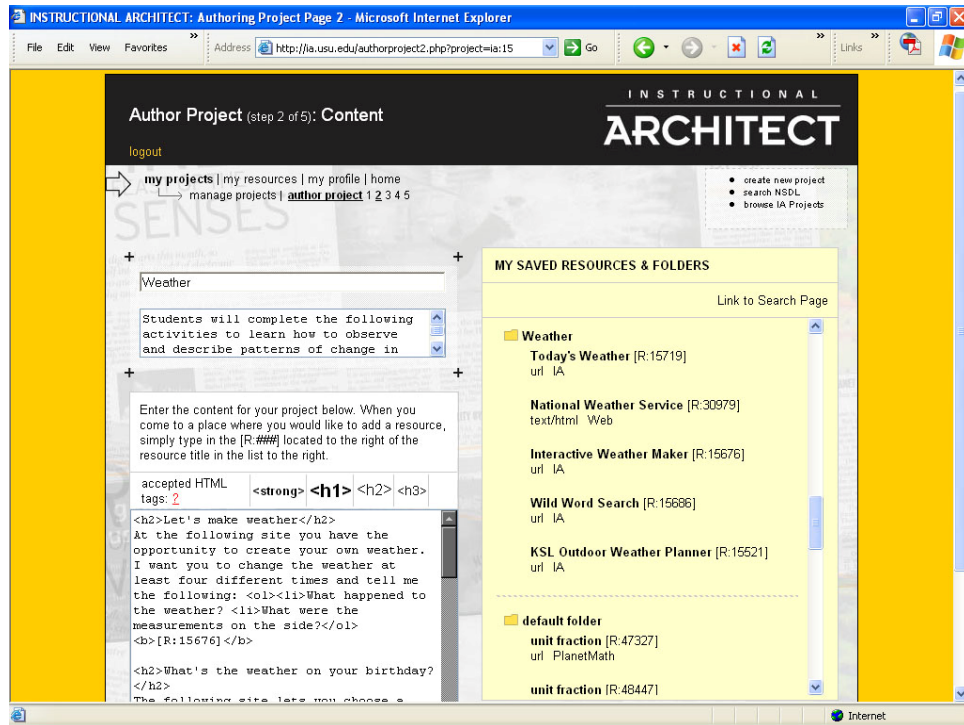 INSTRUCTIONAL ARCHITECT: Authoring Project Page 2 - Microsoft Internet Explorer
File Edit View Favorites » Address http://ia.usu.edu/authorproject2.php?project=ia:15 Go » Links »
INSTRUCTIONAL
ARCHITECT
Author Project (step 2 of 5): Content
logout
my projects | my resources | my profile | home
manage projects | author project 1 2 3 4 5
create new project
search NSDL
browse IA Projects
SENSES
Weather
Students will complete the following
activities to learn how to observe
and describe patterns of change in
Enter the content for your project below. When you
come to a place where you would like to add a resource,
simply type in the [R:###] located to the right of the
resource title in the list to the right.
accepted HTML
tags: ?
<strong> <h1> <h2> <h3>
<h2>Let's make weather</h2>
At the following site you have the
opportunity to create your own weather.
I want you to change the weather at
least four different times and tell me
the following: <ol><li>What happened to
the weather? <li>What were the
measurements on the side?</ol>
<b>[R:15676]</b>
<h2>What's the weather on your birthday?
</h2>
The following site lets you choose a
MY SAVED RESOURCES & FOLDERS
Link to Search Page
Weather
Today's Weather [R:15719]
url IA
National Weather Service [R:30979]
text/html Web
Interactive Weather Maker [R:15676]
url IA
Wild Word Search [R:15686]
url IA
KSL Outdoor Weather Planner [R:15521]
url IA
default folder
unit fraction [R:47327]
url PlanetMath
unit fraction [R:48447]
Internet